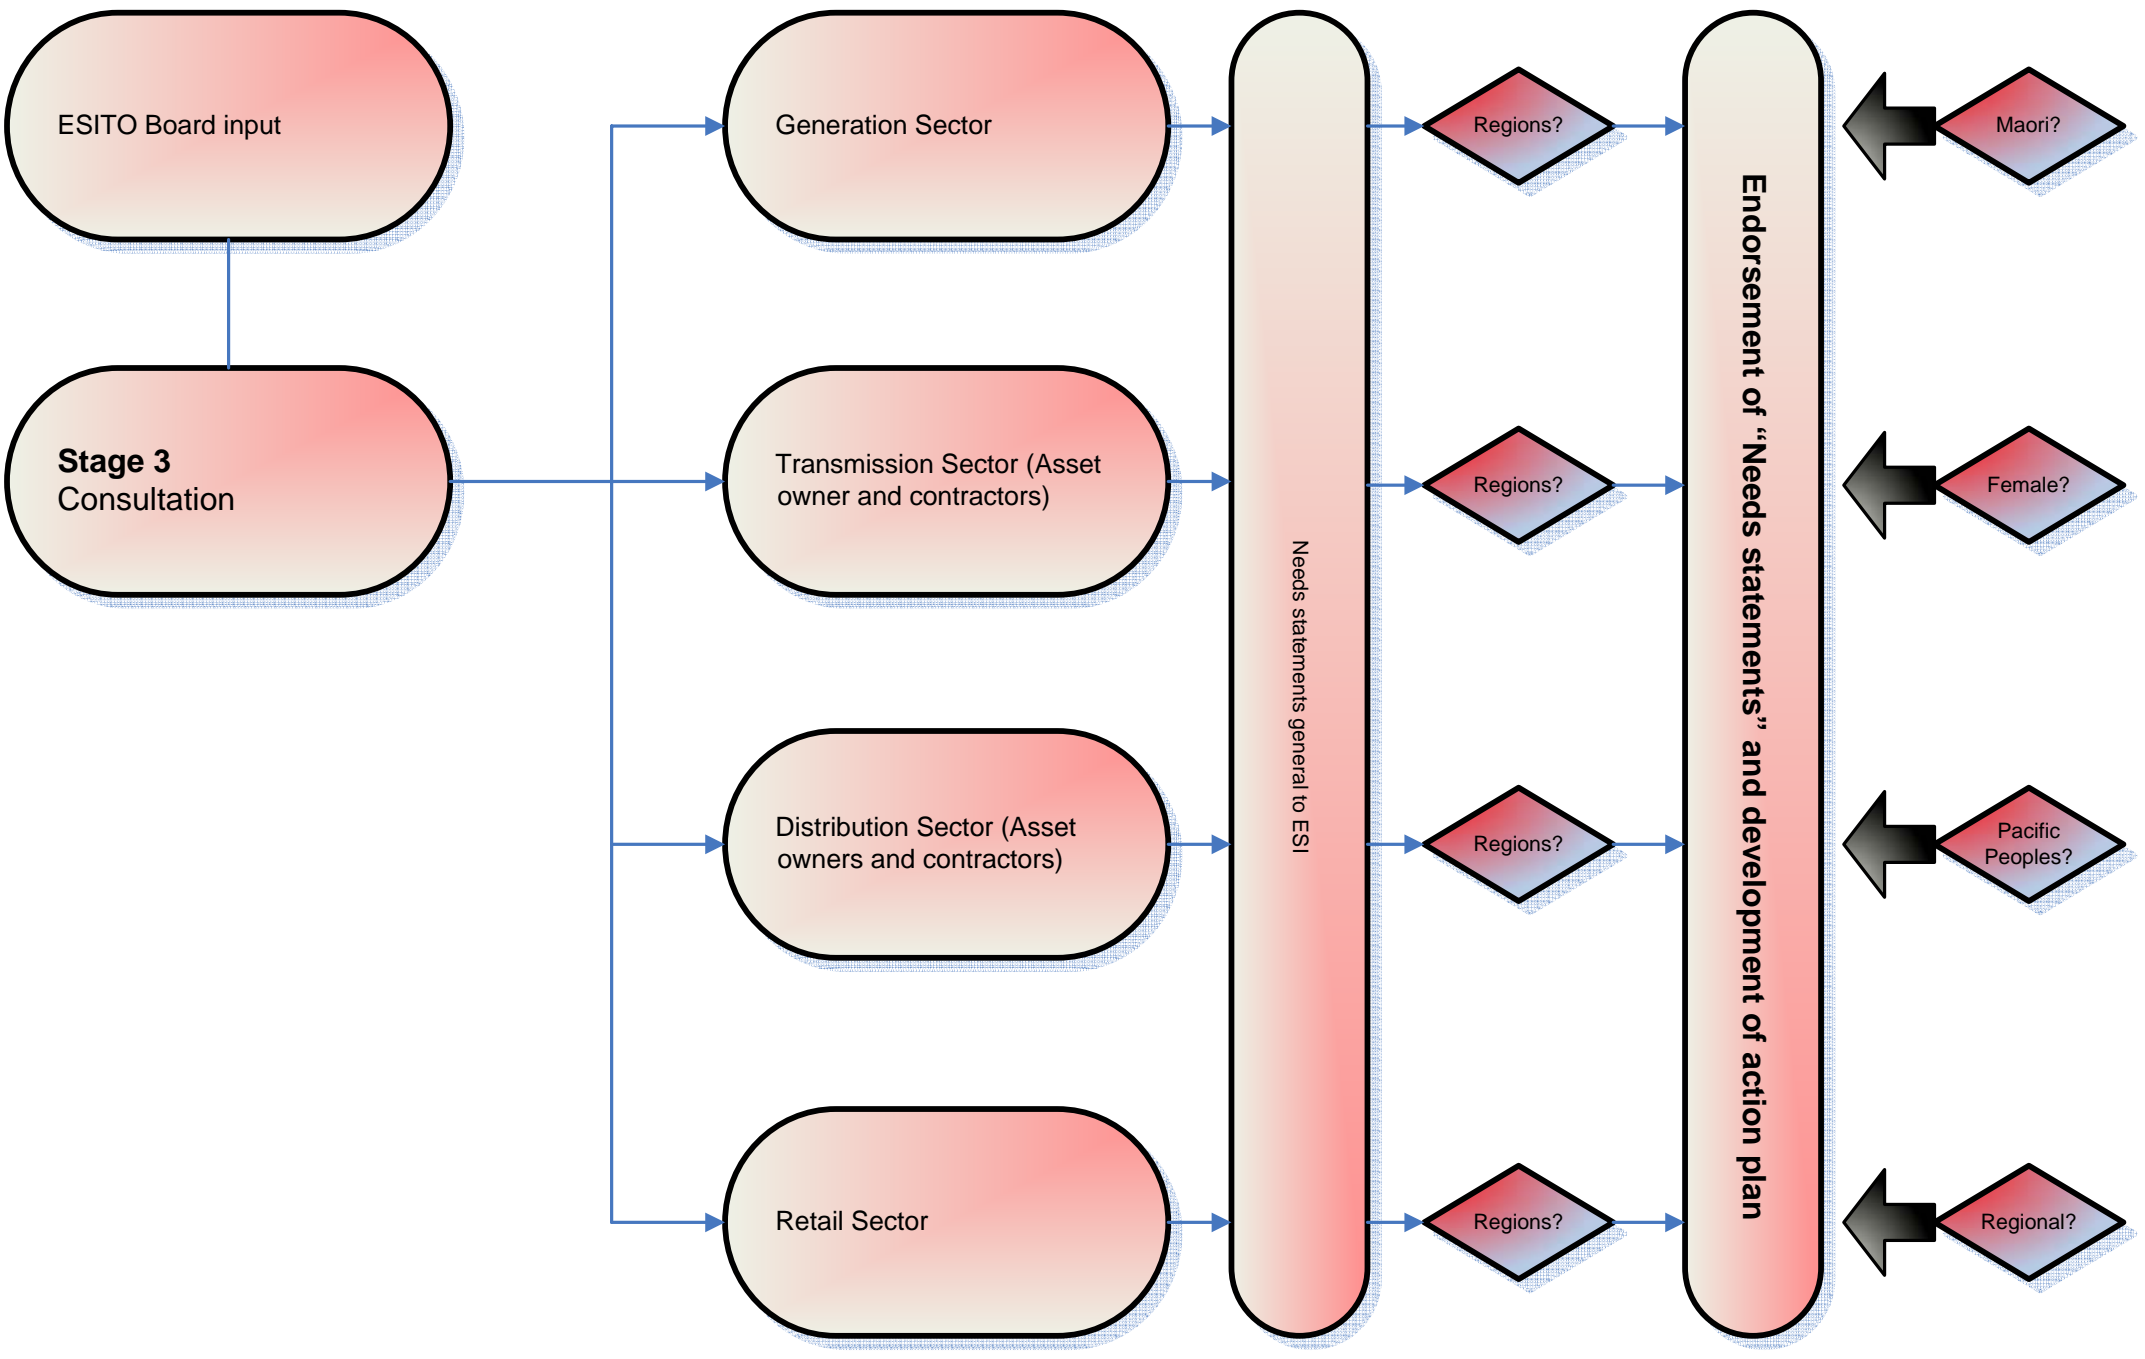 ESITO Board input
Stage 3
Consultation
Generation Sector
Transmission Sector (Asset
owner and contractors)
Distribution Sector (Asset
owners and contractors)
Retail Sector
Needs statements general to ESI
Regions?
Regions?
Regions?
Regions?
Endorsement of “Needs statements” and development of action plan
Maori?
Female?
Pacific
Peoples?
Regional?